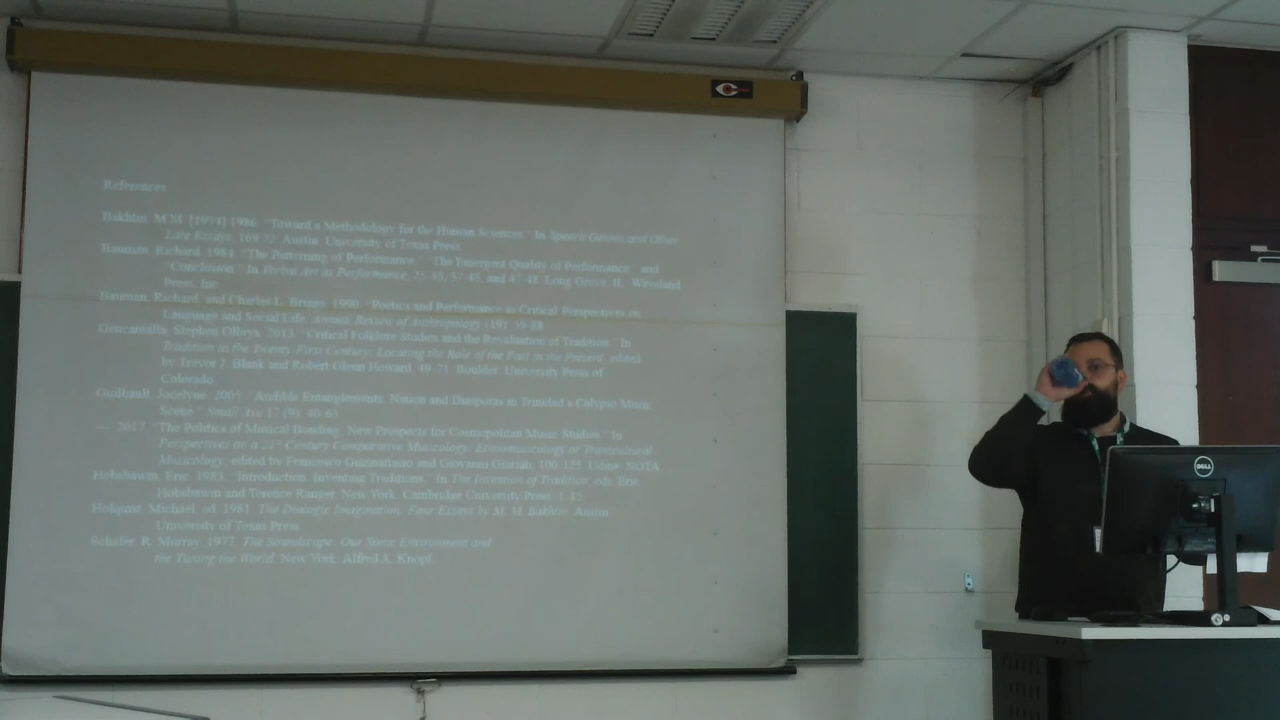 References
Bakhtin, M.M. [1974] 1986. "Toward a Methodology for the Human Sciences." In Speech Genres and Other
Late Essays, 169-72. Austin: University of Texas Press.
Bauman, Richard. 1984. "The Patterning of Performance," "The Emergent Quality of Performance," and
"Conclusion." In Verbal Art as Performance, 25-35, 37-45, and 47-48. Long Grove, IL: Waveland
Press, Inc.
Bauman, Richard, and Charles L. Briggs. 1990. "Poetics and Performance as Critical Perspectives on
Language and Social Life. Annual Review of Anthropology (19): 59-88.
Gencarella, Stephen Olbrys. 2013. "Critical Folklore Studies and the Revaluation of Tradition." In
Tradition in the Twenty-First Century: Locating the Role of the Past in the Present, edited
by Trevor J. Blank and Robert Glenn Howard, 49-71. Boulder: University Press of
Colorado.
Guilbault, Jocelyne. 2005. "Audible Entanglements: Nation and Diasporas in Trinidad's Calypso Music
Scene." Small Axe 17 (9): 40-63.
— 2017. "The Politics of Musical Bonding: New Prospects for Cosmopolitan Music Studies." In
Perspectives on a 21st Century Comparative Musicology: Ethnomusicology or Transcultural
Musicology, edited by Francesco Giannattasio and Giovanni Giuriati, 100-125. Udine: NOTA.
Hobsbawm, Eric. 1983. "Introduction: Inventing Traditions." In The Invention of Tradition, eds. Eric
Hobsbawm and Terence Ranger. New York: Cambridge University Press: 1-15.
Holquist, Michael, ed. 1981. The Dialogic Imagination: Four Essays by M. M. Bakhtin. Austin:
University of Texas Press.
Schafer, R. Murray. 1977. The Soundscape: Our Sonic Environment and
the Tuning the World. New York: Alfred A. Knopf.
DELL